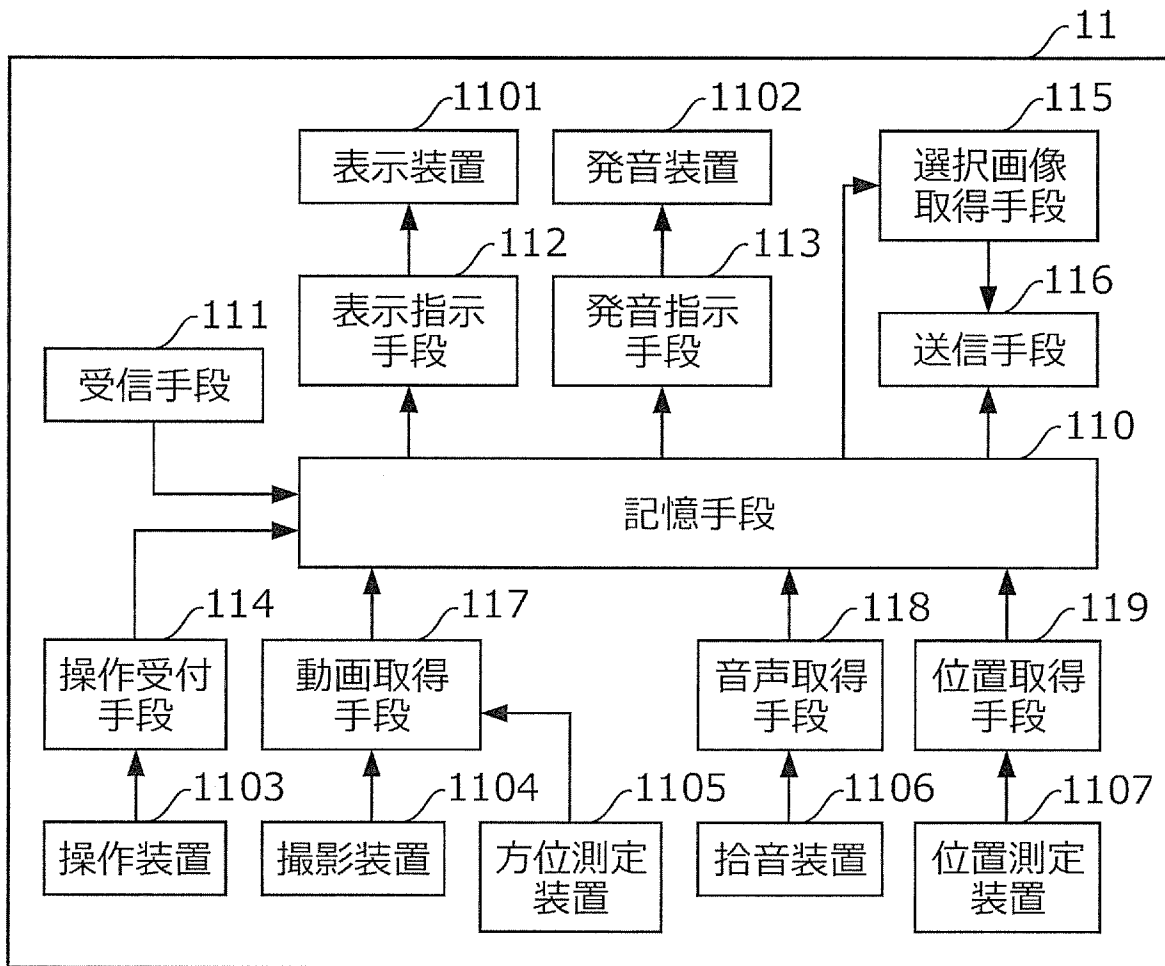 11
1101
1102
115
表示装置
発音装置
選択画像
取得手段
112
113
116
111
表示指示
手段
発音指示
手段
送信手段
受信手段
110
記憶手段
114
117
118
119
操作受付
手段
動画取得
手段
音声取得
手段
位置取得
手段
1103
1104
1105
1106
1107
操作装置
撮影装置
方位測定
装置
拾音装置
位置測定
装置